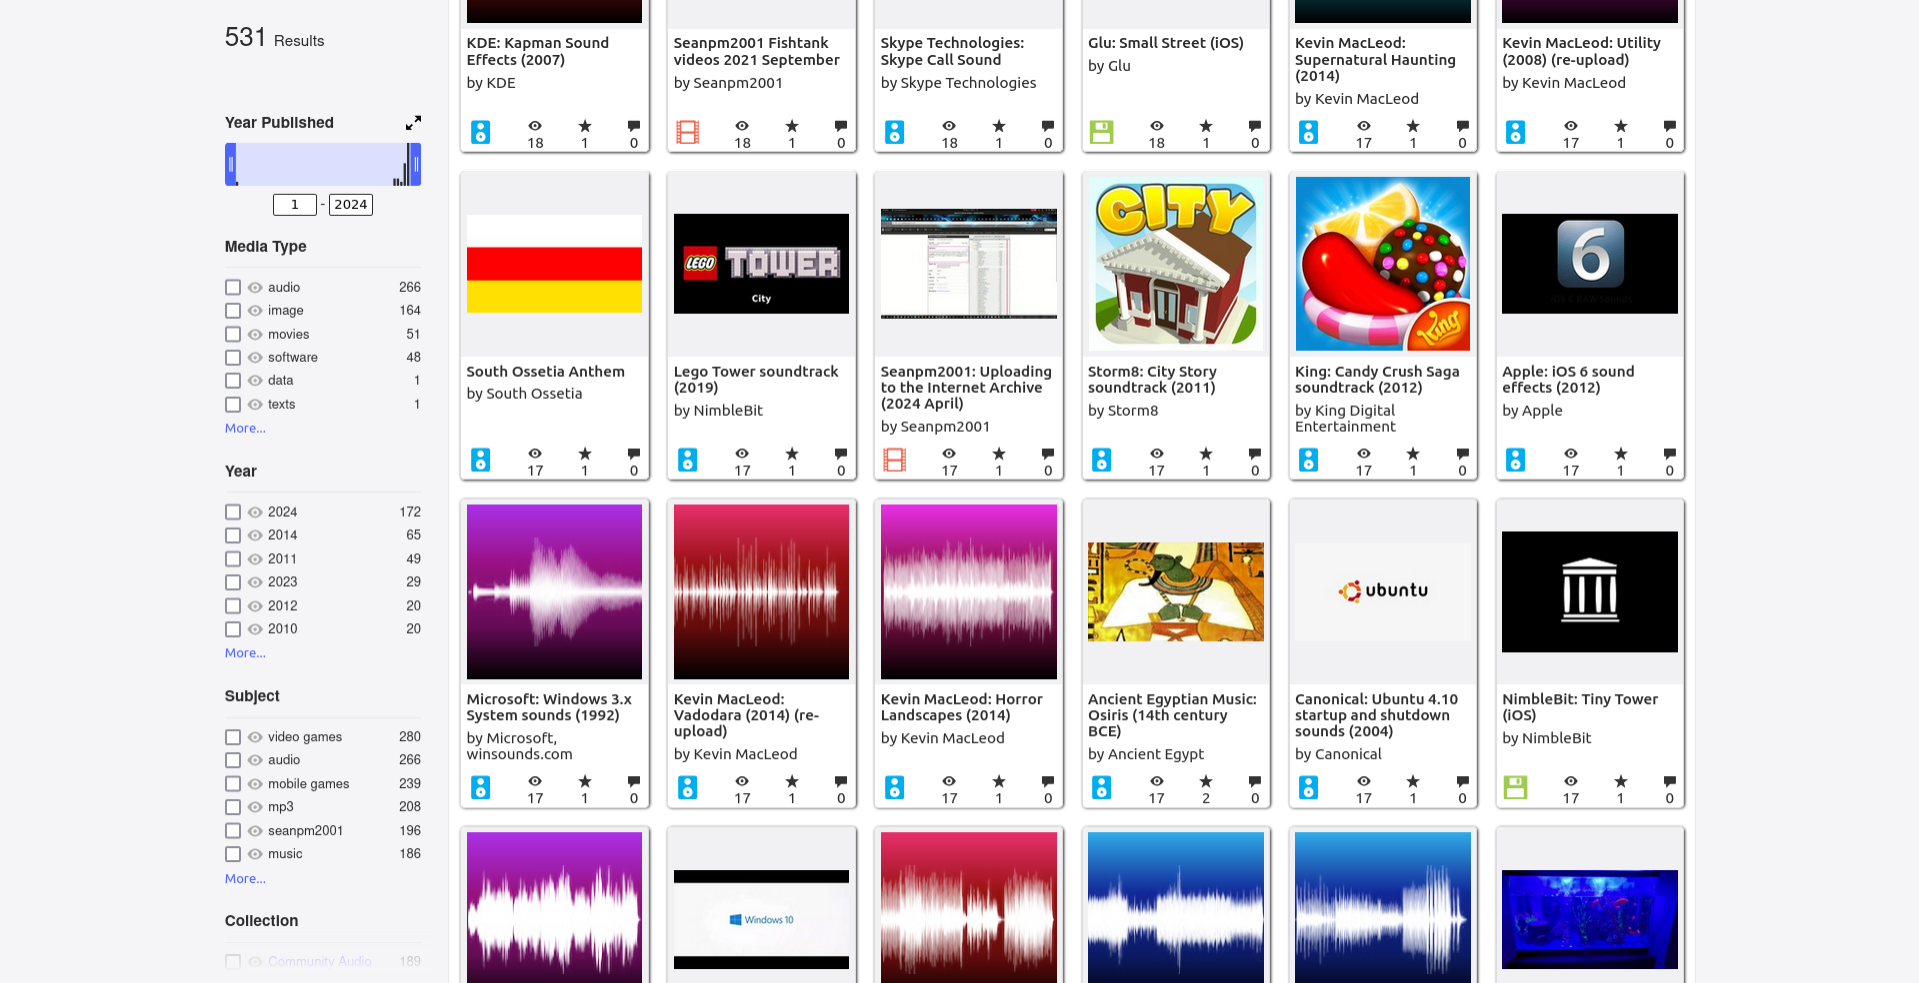 531 Results
Year Published
1 - 2024
Media Type
audio 266
image 164
movies 51
software 48
data 1
texts 1
More...
Year
2024 172
2014 65
2011 49
2023 29
2012 20
2010 20
More...
Subject
video games 280
audio 266
mobile games 239
mp3 208
seanpm2001 196
music 186
More...
Collection
Community Audio 189
KDE: Kapman Sound
Effects (2007)
by KDE
18 1 0
Seanpm2001 Fishtank
videos 2021 September
by Seanpm2001
18 1 0
Skype Technologies:
Skype Call Sound
by Skype Technologies
18 1 0
Glu: Small Street (iOS)
by Glu
18 1 0
Kevin MacLeod:
Supernatural Haunting
(2014)
by Kevin MacLeod
17 1 0
Kevin MacLeod: Utility
(2008) (re-upload)
by Kevin MacLeod
17 1 0
South Ossetia Anthem
by South Ossetia
17 1 0
LEGO TOWER
City
Lego Tower soundtrack
(2019)
by NimbleBit
17 1 0
Seanpm2001: Uploading
to the Internet Archive
(2024 April)
by Seanpm2001
17 1 0
CITY
Storm8: City Story
soundtrack (2011)
by Storm8
17 1 0
King
King: Candy Crush Saga
soundtrack (2012)
by King Digital
Entertainment
17 1 0
6
Apple: iOS 6 sound
effects (2012)
by Apple
17 1 0
Microsoft: Windows 3.x
System sounds (1992)
by Microsoft,
winsounds.com
17 1 0
Kevin MacLeod:
Vadodara (2014) (re-
upload)
by Kevin MacLeod
17 1 0
Kevin MacLeod: Horror
Landscapes (2014)
by Kevin MacLeod
17 1 0
Ancient Egyptian Music:
Osiris (14th century
BCE)
by Ancient Egypt
17 2 0
ubuntu
Canonical: Ubuntu 4.10
startup and shutdown
sounds (2004)
by Canonical
17 1 0
NimbleBit: Tiny Tower
(iOS)
by NimbleBit
17 1 0
Windows 10